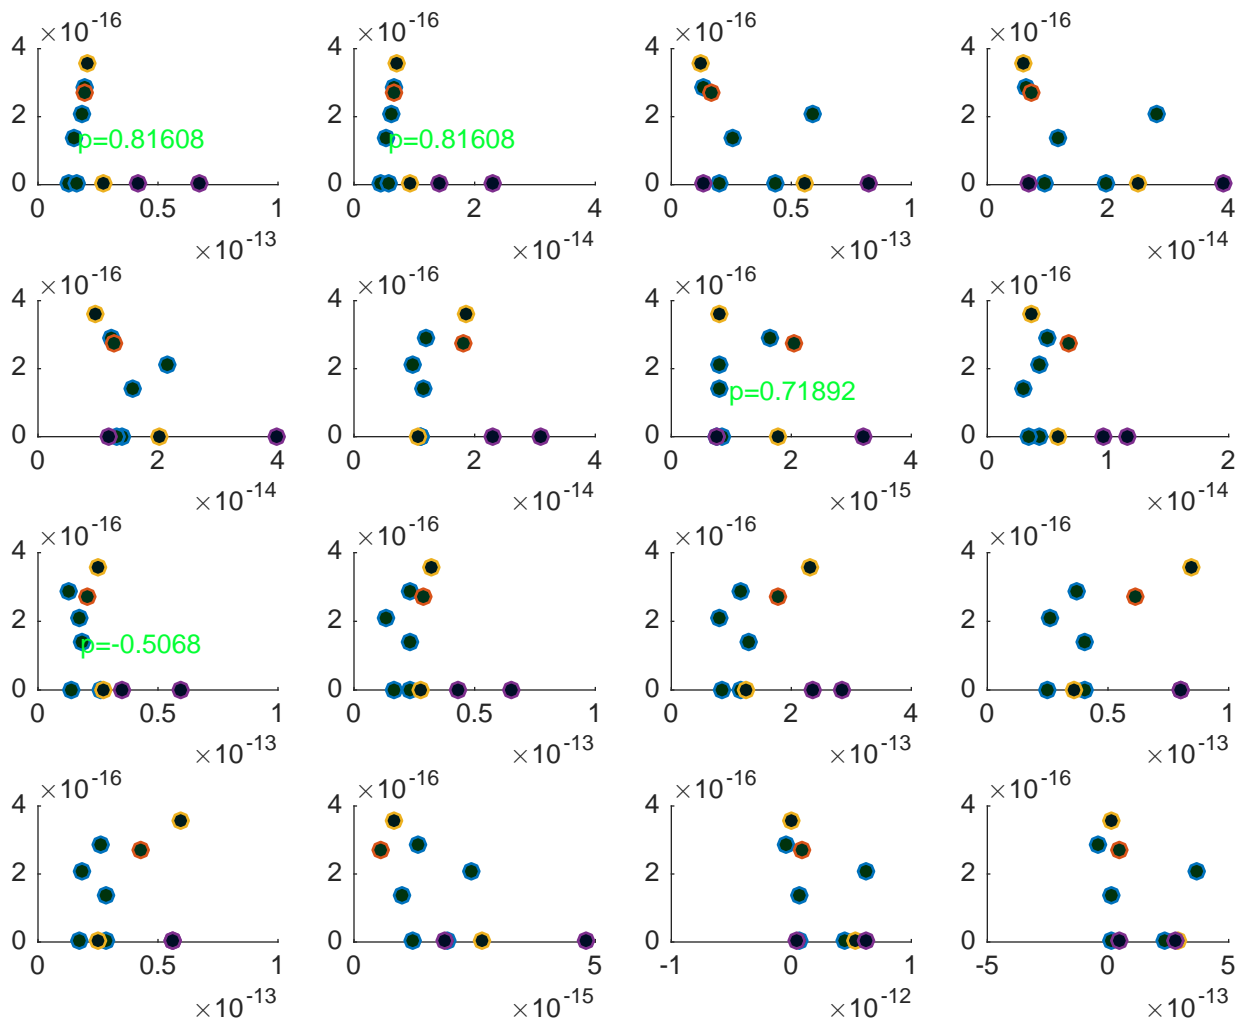 ×10-16 ×10-16 ×10-16 ×10-16
4 4 4 4
2 2 2 2
p=0.81608 p=0.81608
0 0 0 0
0 0.5 1 0 2 4 0 0.5 1 0 2 4
×10-13 ×10-14 ×10-13 ×10-14
×10-16 ×10-16 ×10-16 ×10-16
4 4 4 4
2 2 2 2
p=0.71892
0 0 0 0
0 2 4 0 2 4 0 2 4 0 1 2
×10-14 ×10-14 ×10-15 ×10-14
×10-16 ×10-16 ×10-16 ×10-16
4 4 4 4
2 2 2 2
p=-0.5068
0 0 0 0
0 0.5 1 0 0.5 1 0 2 4 0 0.5 1
×10-13 ×10-13 ×10-13 ×10-13
×10-16 ×10-16 ×10-16 ×10-16
4 4 4 4
2 2 2 2
0 0 0 0
0 0.5 1 0 5 -1 0 1 -5 0 5
×10-13 ×10-15 ×10-12 ×10-13